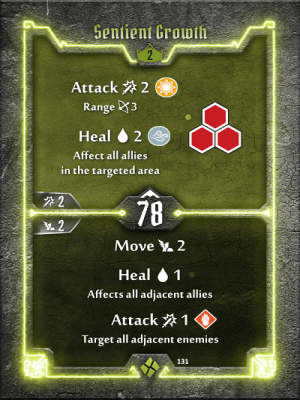 Sentient Growth
2
Attack 2
Range 3
Heal 2
Affect all allies
in the targeted area
2
78
2
Move 2
Heal 1
Affects all adjacent allies
Attack 1
Target all adjacent enemies
131